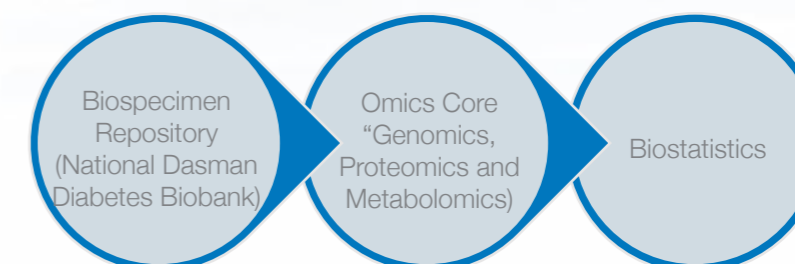 Biospecimen
Repository
(National Dasman
Diabetes Biobank)
Omics Core
“Genomics,
Proteomics and
Metabolomics)
Biostatistics